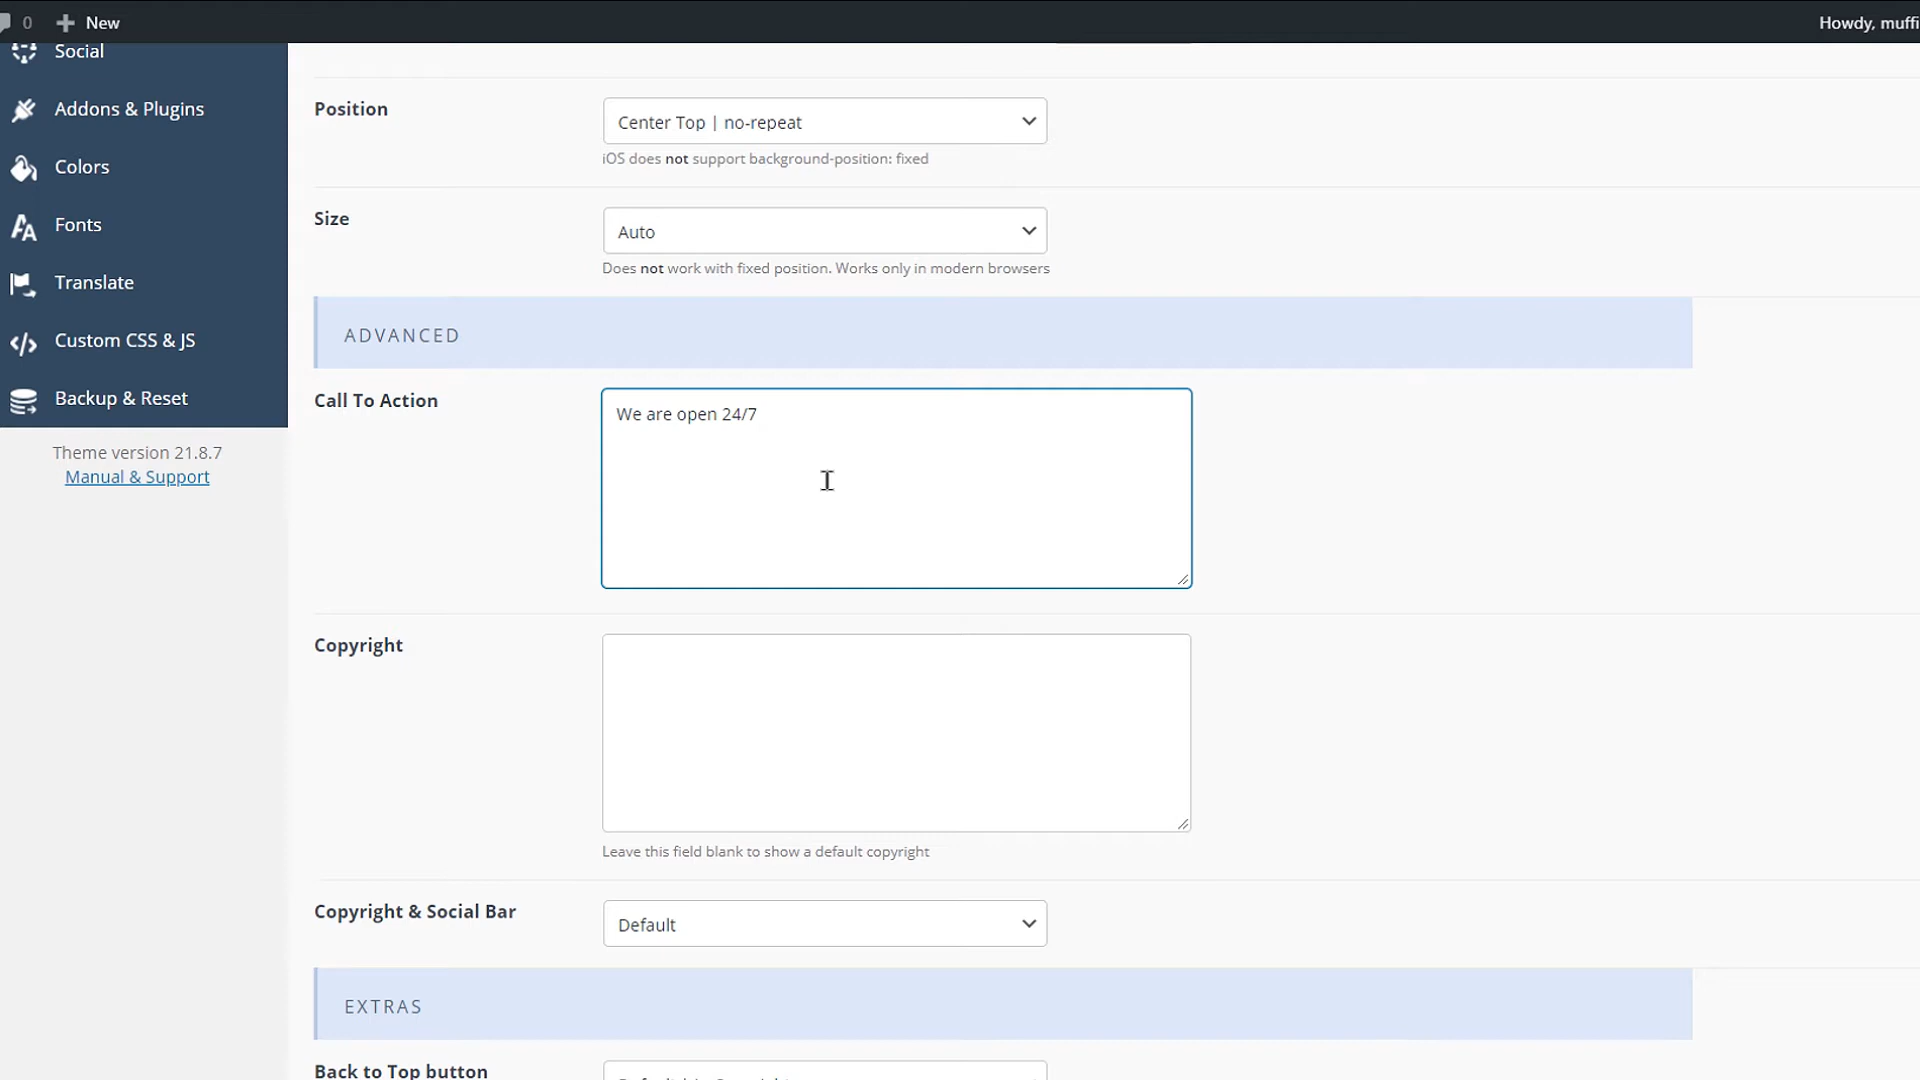 0 New Howdy, muffi
Social
Addons & Plugins
Colors
Fonts
Translate
Custom CSS & JS
Backup & Reset
Theme version 21.8.7
Manual & Support
Position
Center Top | no-repeat
iOS does not support background-position: fixed
Size
Auto
Does not work with fixed position. Works only in modern browsers
ADVANCED
Call To Action
We are open 24/7
Copyright
Leave this field blank to show a default copyright
Copyright & Social Bar
Default
EXTRAS
Back to Top button